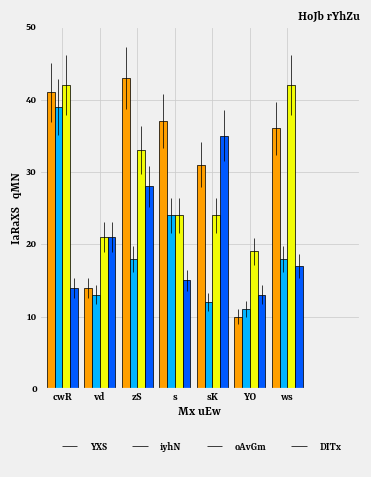 HoJb rYhZu
50
40
30
20
10
0
IaRaXS qMN
cwR vd zS s sK YO ws
Mx uEw
YXS iyhN oAvGm DITx